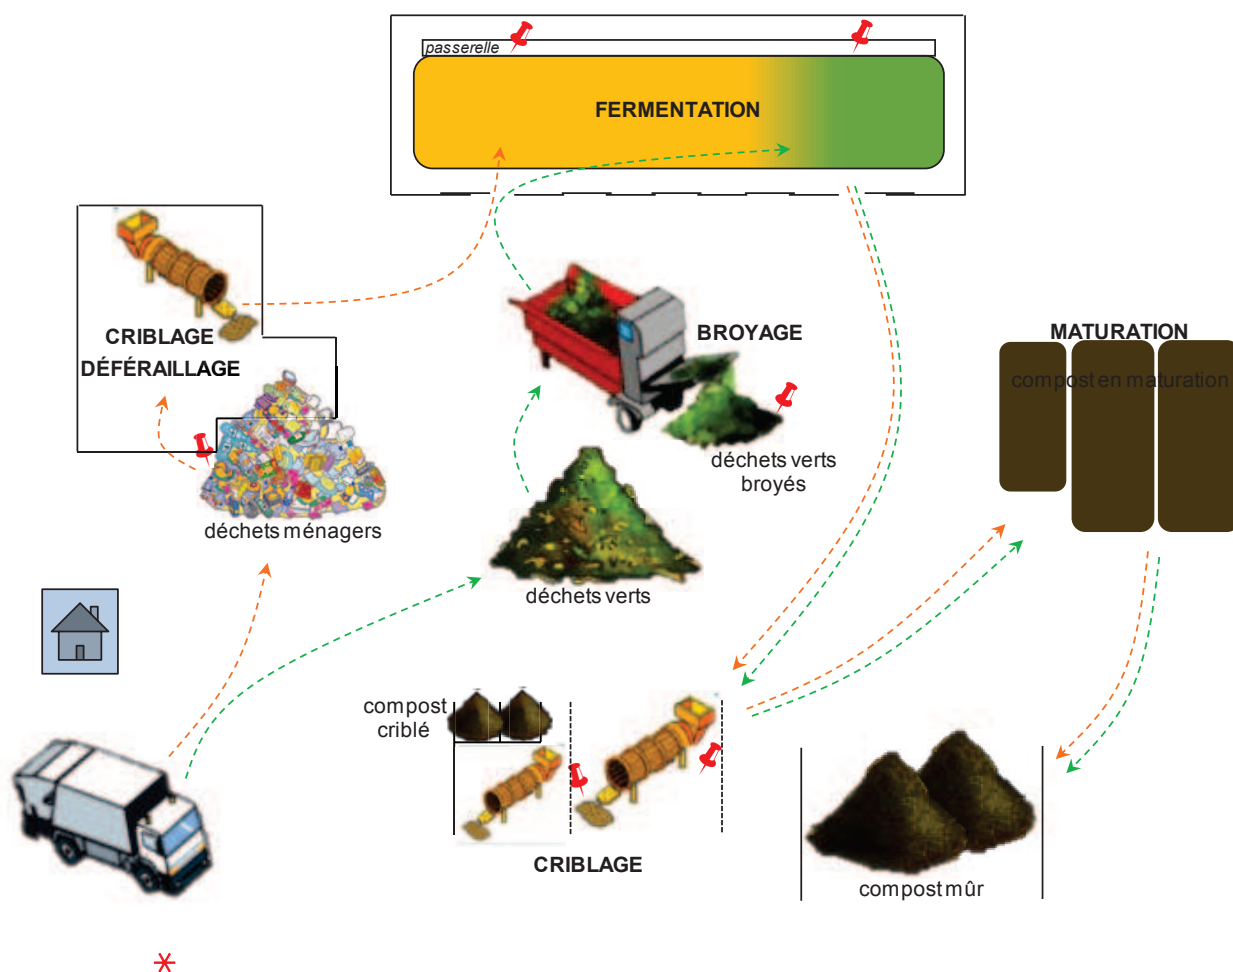 passerelle
FERMENTATION
CRIBLAGE
DÉFÉRAILLAGE
BROYAGE
MATURATION
compost en maturation
déchets verts
broyés
déchets ménagers
déchets verts
compost
criblé
CRIBLAGE
compost mûr
*